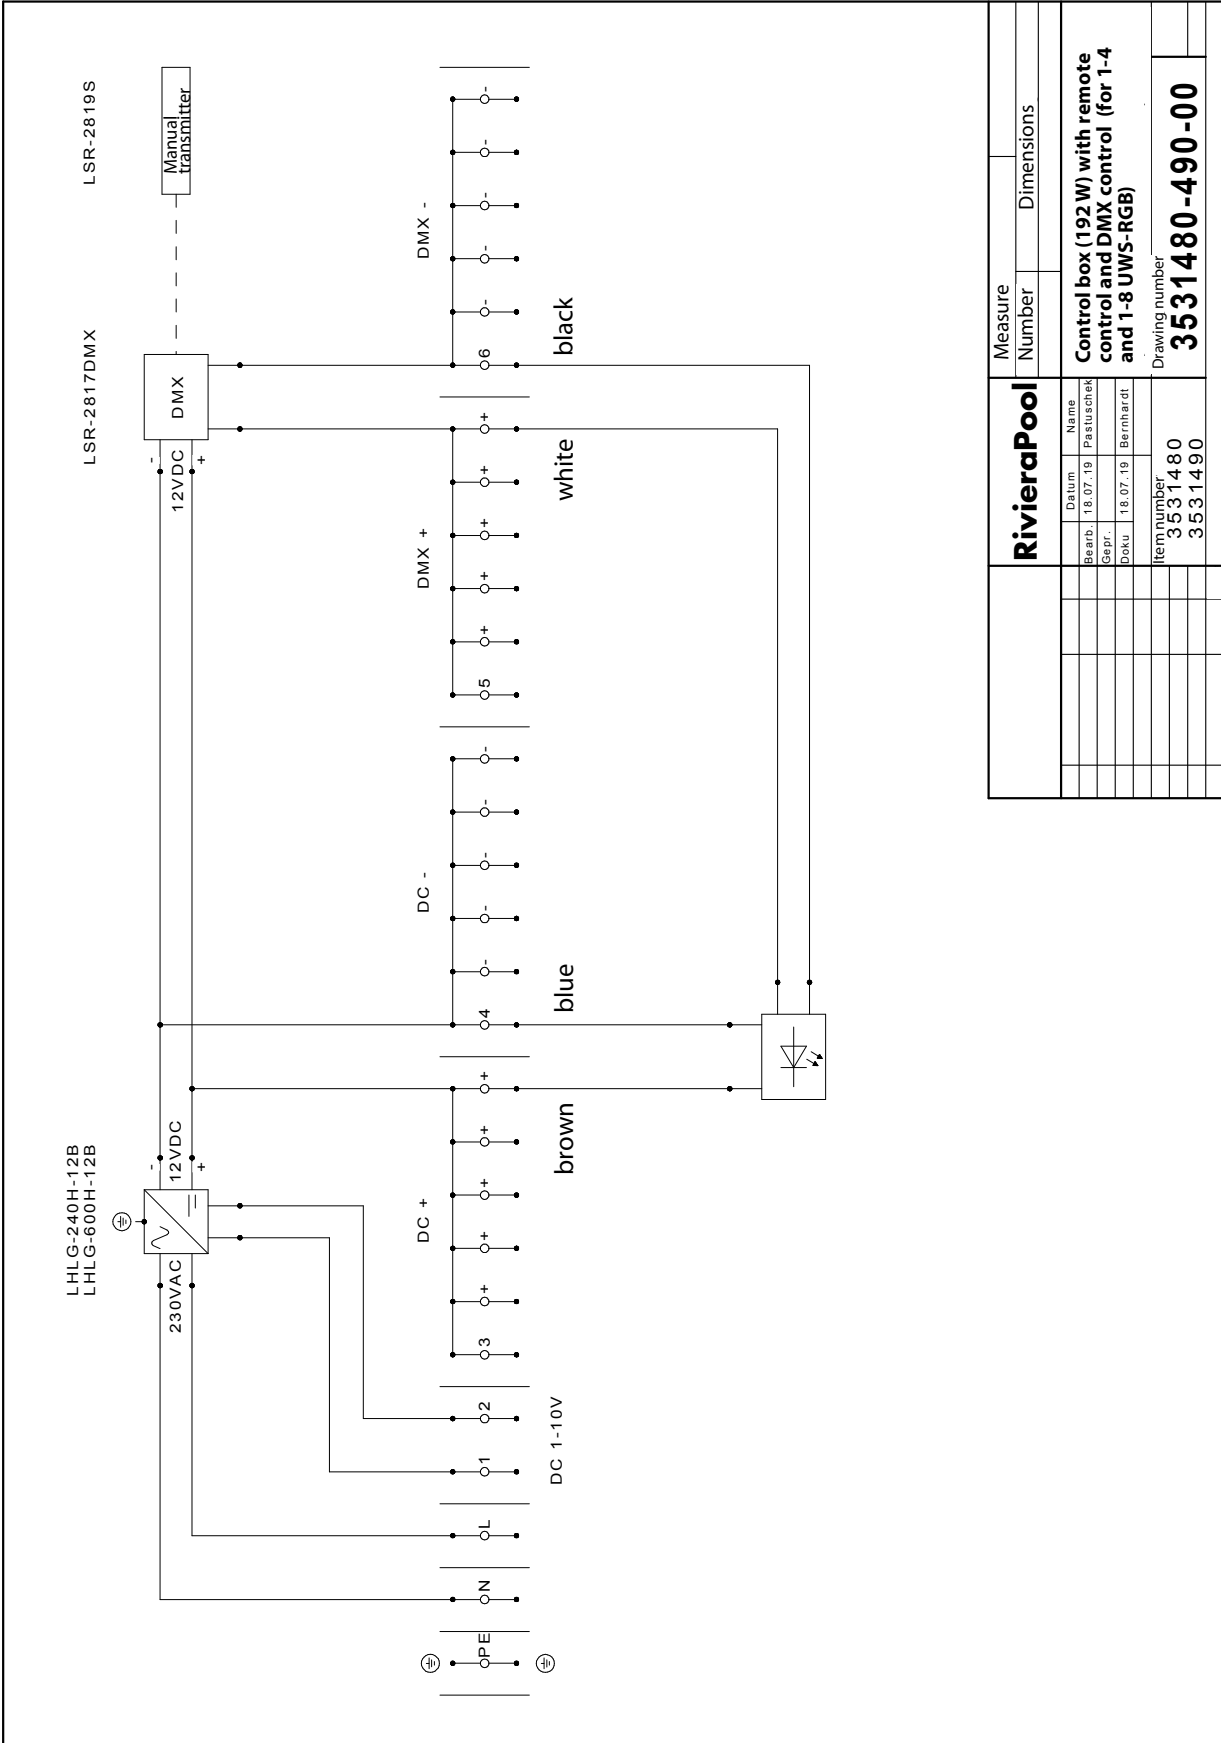 LHLG-240H-12B
LHLG-600H-12B
LSR-2817DMX
LSR-2819S
230VAC
-
12VDC
+
-
12VDC
+
DMX
Manual
transmitter
DC +
DC -
DMX +
DMX -
PE
N
L
1
2
3
+
+
+
+
+
4
-
-
-
-
-
5
+
+
+
+
+
6
-
-
-
-
-
DC 1-10V
brown
blue
white
black
RivieraPool
Measure
Number
Dimensions
Datum
Name
Bearb.
18.07.19
Pastuschek
Gepr.
Doku
18.07.19
Bernhardt
Control box (192 W) with remote
control and DMX control (for 1-4
and 1-8 UWS-RGB)
Item number
3531480
3531490
Drawing number
3531480-490-00